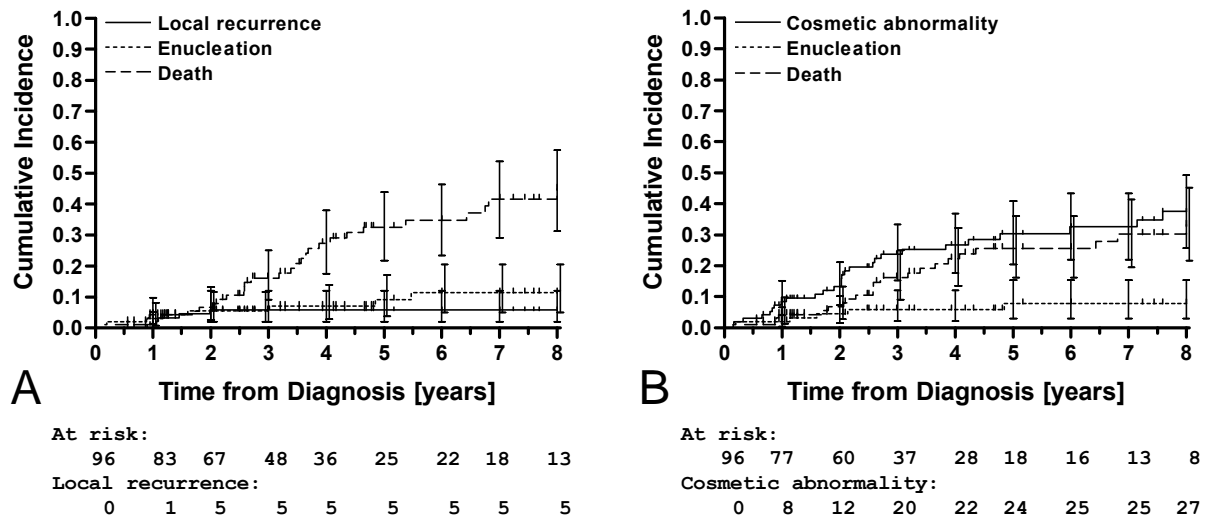 Local recurrence
Enucleation
Death
Cumulative Incidence
1.0
0.9
0.8
0.7
0.6
0.5
0.4
0.3
0.2
0.1
0.0
0 1 2 3 4 5 6 7 8
Time from Diagnosis [years]
A
At risk:
96 83 67 48 36 25 22 18 13
Local recurrence:
0 1 5 5 5 5 5 5 5
Cosmetic abnormality
Enucleation
Death
Cumulative Incidence
1.0
0.9
0.8
0.7
0.6
0.5
0.4
0.3
0.2
0.1
0.0
0 1 2 3 4 5 6 7 8
Time from Diagnosis [years]
B
At risk:
96 77 60 37 28 18 16 13 8
Cosmetic abnormality:
0 8 12 20 22 24 25 25 27